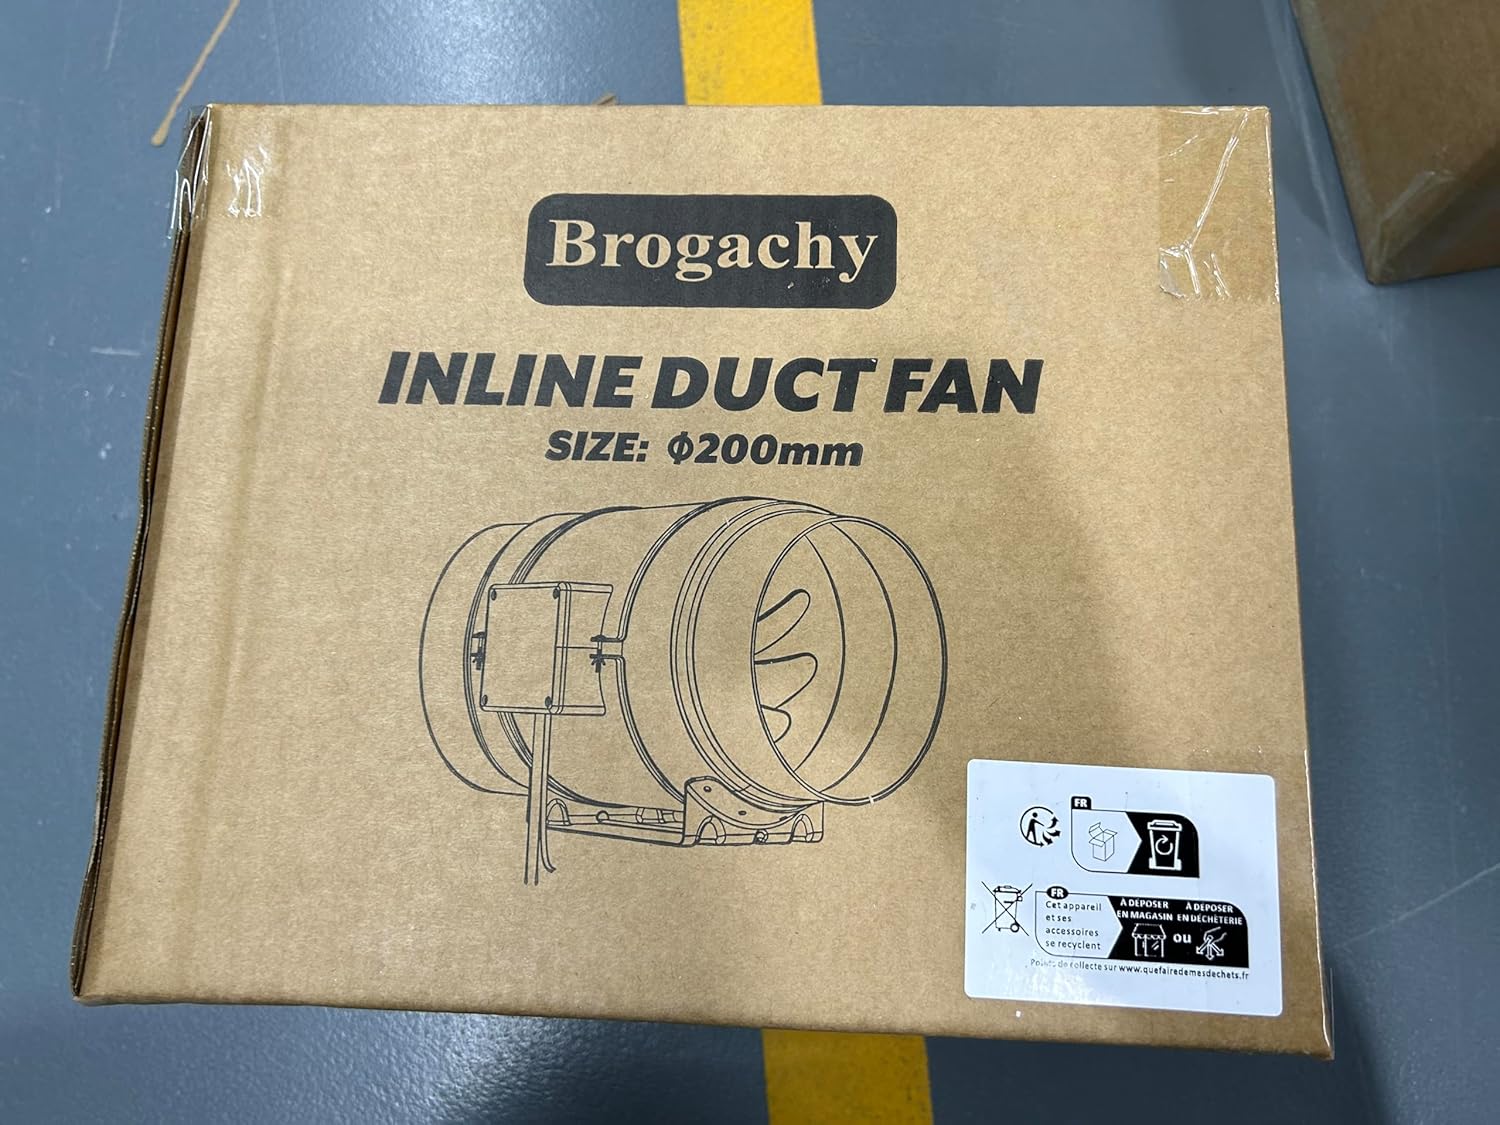 Brogachy
INLINE DUCT FAN
SIZE: ϕ200mm
FR
FR
Cet appareil
et ses
accessoires
se recyclent
À DÉPOSER
EN MAGASIN
ou
À DÉPOSER
EN DÉCHÈTERIE
Points de collecte sur www.quefairedemesdechets.fr